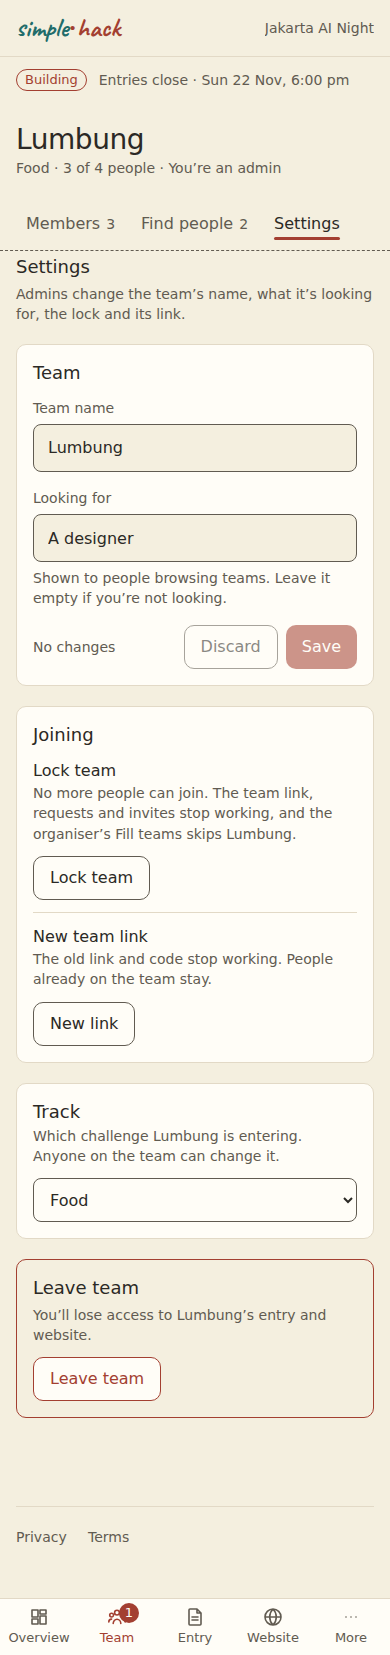 simple·hack
Jakarta AI Night
Building
Entries close · Sun 22 Nov, 6:00 pm
Lumbung
Food · 3 of 4 people · You’re an admin
Members 3
Find people 2
Settings
Settings
Admins change the team’s name, what it’s looking
for, the lock and its link.
Team
Team name
Lumbung
Looking for
A designer
Shown to people browsing teams. Leave it
empty if you’re not looking.
No changes
Discard
Save
Joining
Lock team
No more people can join. The team link,
requests and invites stop working, and the
organiser’s Fill teams skips Lumbung.
Lock team
New team link
The old link and code stop working. People
already on the team stay.
New link
Track
Which challenge Lumbung is entering.
Anyone on the team can change it.
Food
Leave team
You’ll lose access to Lumbung’s entry and
website.
Leave team
Privacy
Terms
1
Overview
Team
Entry
Website
More